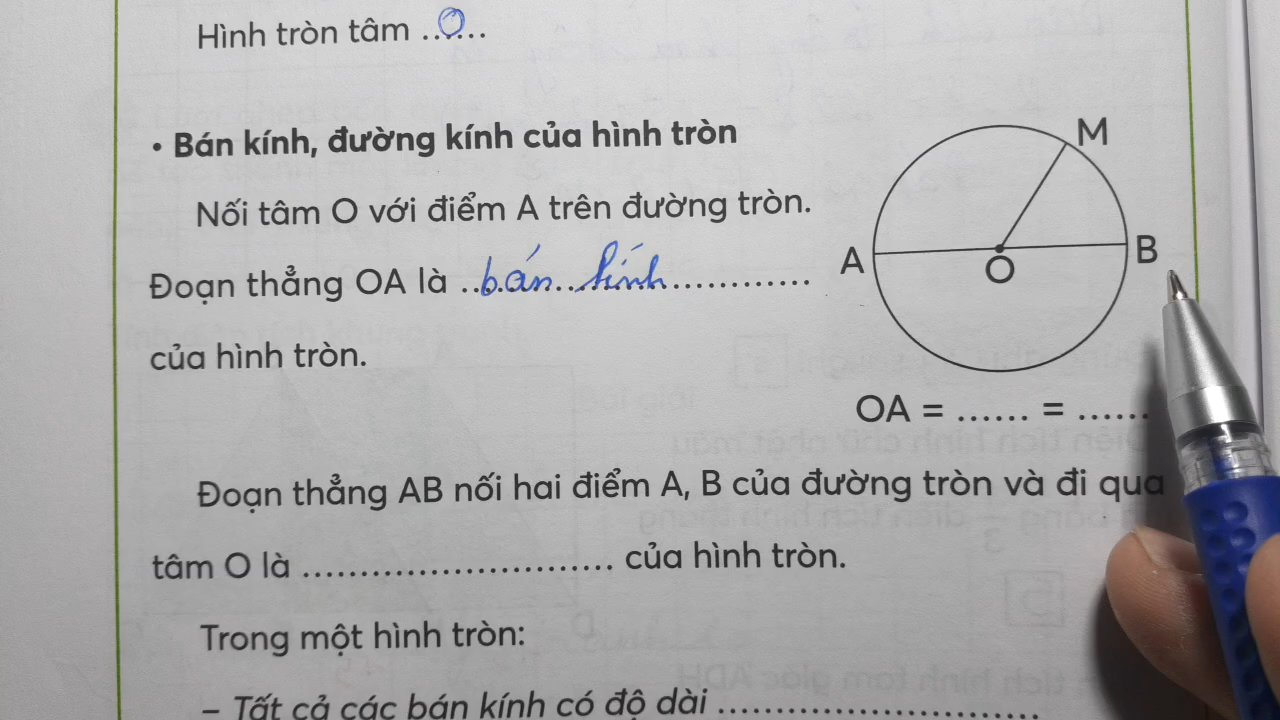 Hình tròn tâm ...O...
• Bán kính, đường kính của hình tròn
Nối tâm O với điểm A trên đường tròn.
Đoạn thẳng OA là ...bán kính...............
của hình tròn.
M
A
B
O
OA = ...... = ......
Đoạn thẳng AB nối hai điểm A, B của đường tròn và đi qua
tâm O là .......................... của hình tròn.
Trong một hình tròn:
– Tất cả các bán kính có độ dài ...........................